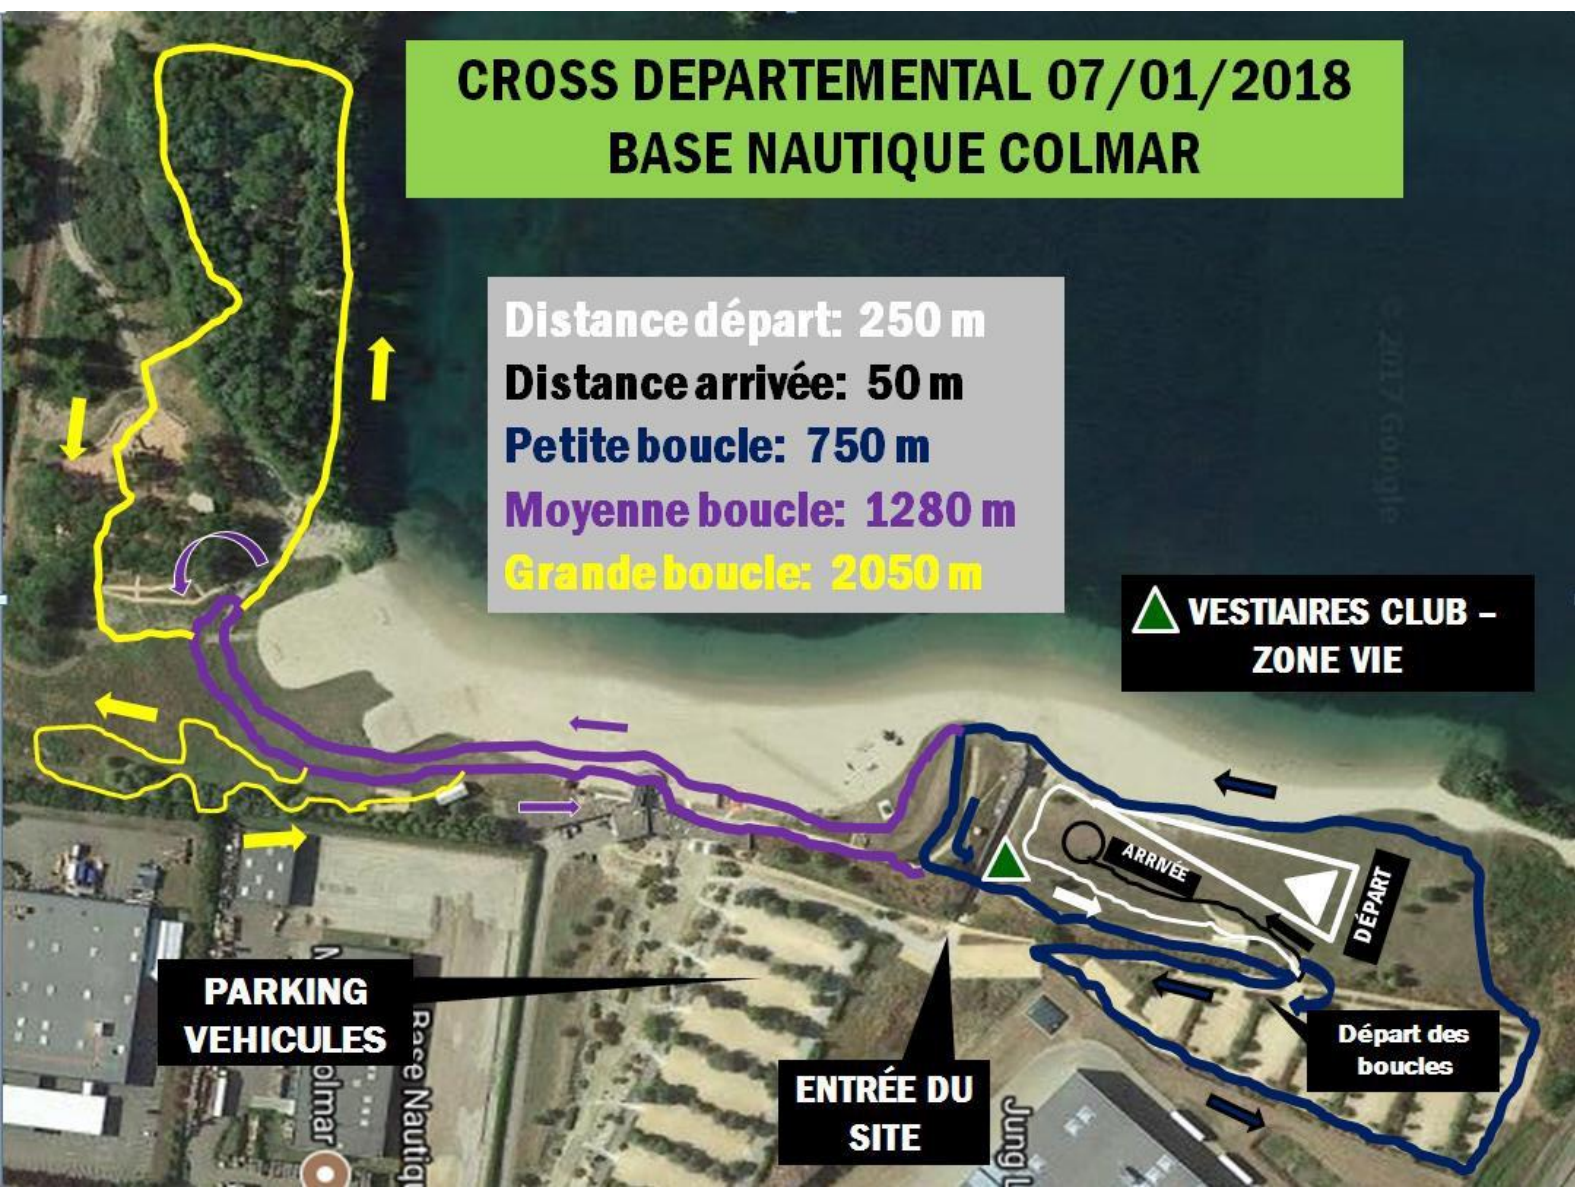 CROSS DEPARTEMENTAL 07/01/2018
BASE NAUTIQUE COLMAR
Distance départ: 250 m
Distance arrivée: 50 m
Petite boucle: 750 m
Moyenne boucle: 1280 m
Grande boucle: 2050 m
© 2017 Google
VESTIAIRES CLUB –
ZONE VIE
ARRIVÉE
DÉPART
PARKING
VEHICULES
Départ des
boucles
ENTRÉE DU
SITE
Base Nautiq
olmar
Jung L